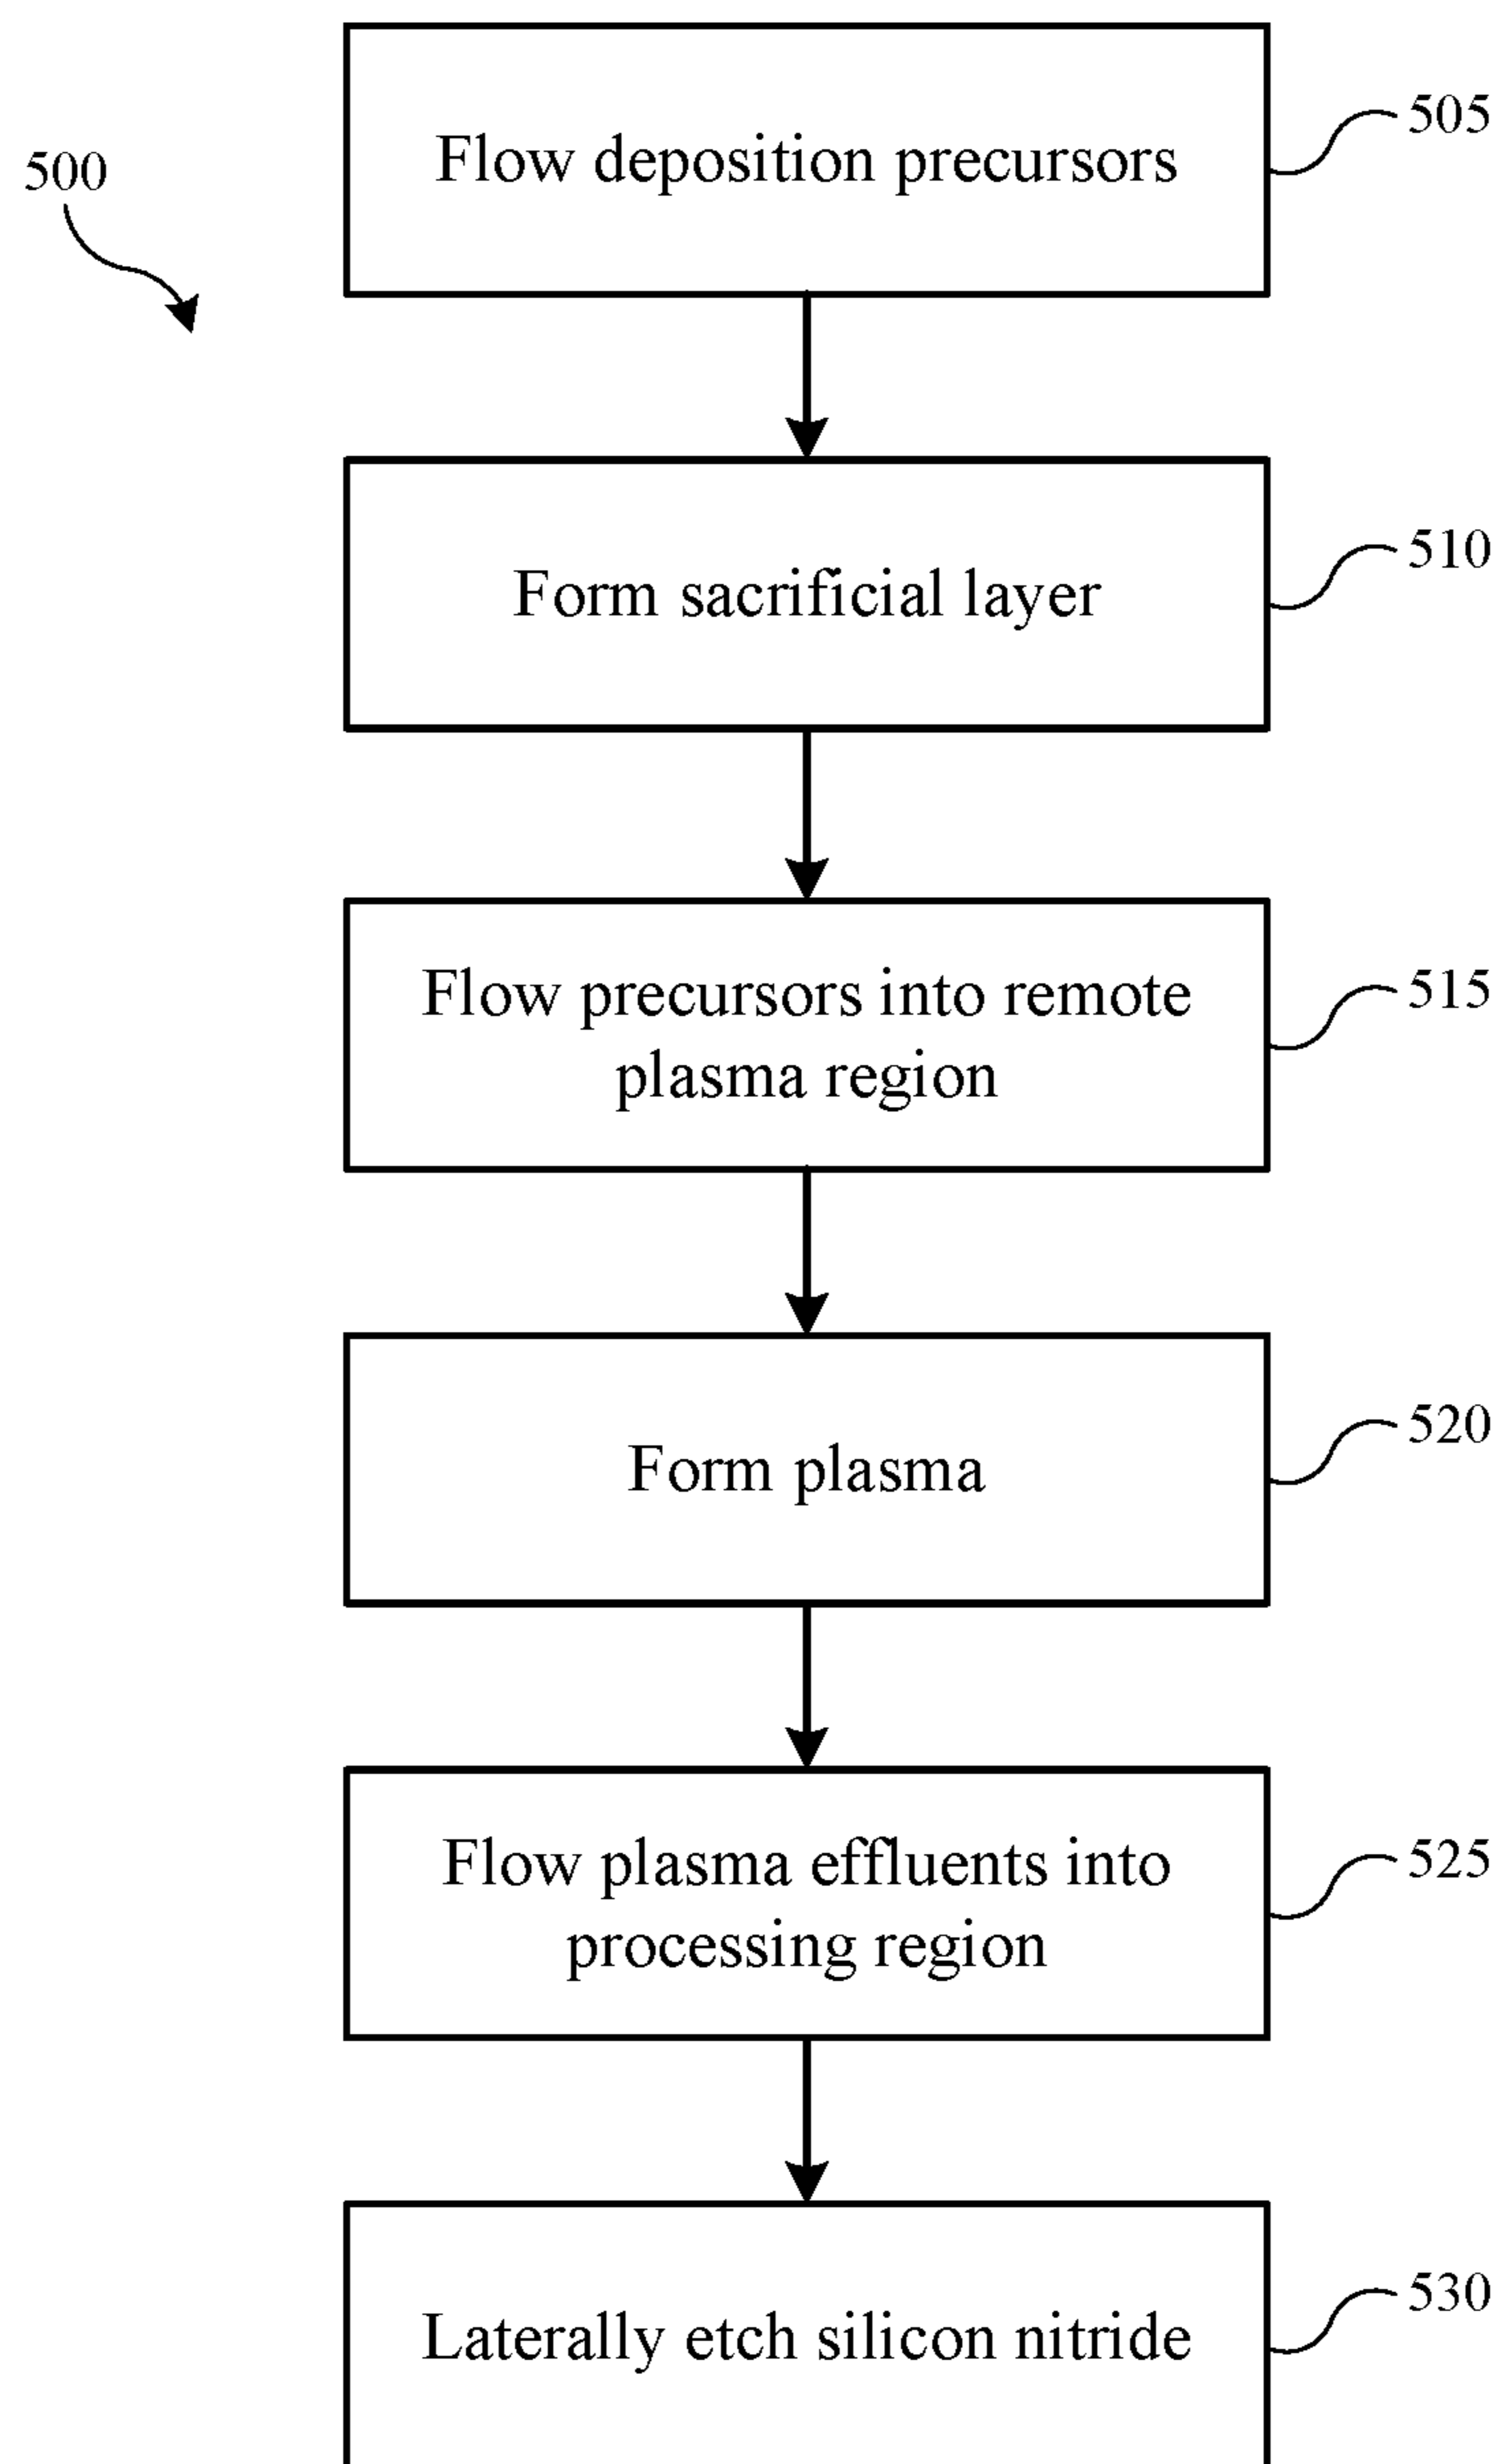 500
Flow deposition precursors
505
Form sacrificial layer
510
Flow precursors into remote
plasma region
515
Form plasma
520
Flow plasma effluents into
processing region
525
Laterally etch silicon nitride
530